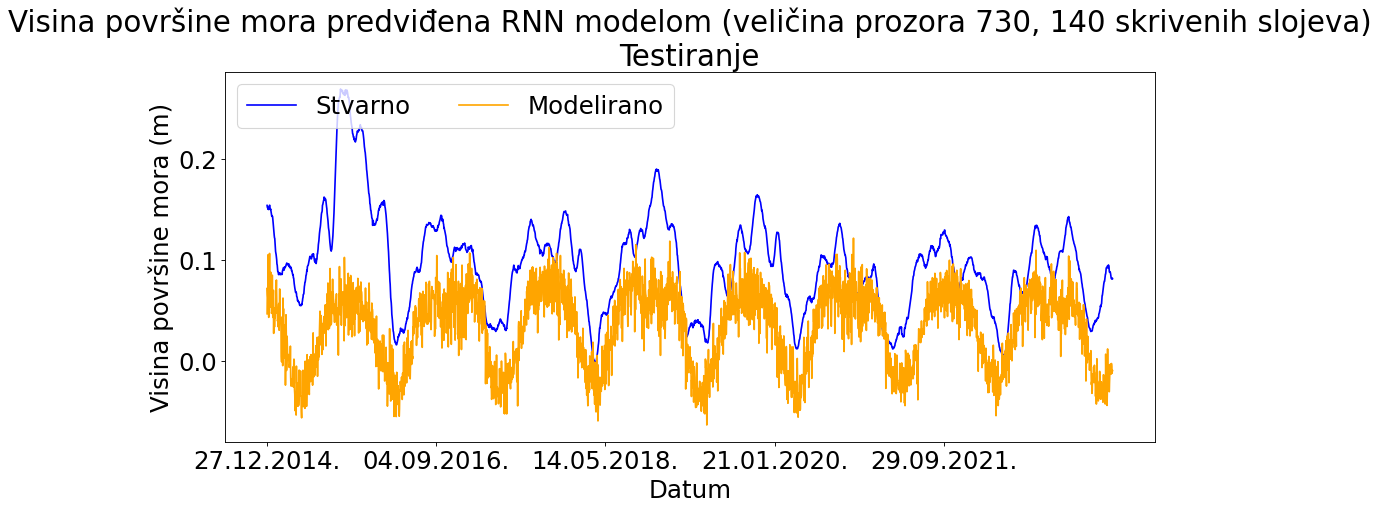 Visina površine mora predviđena RNN modelom (veličina prozora 730, 140 skrivenih slojeva)
Testiranje
Stvarno Modelirano
Visina površine mora (m)
0.2
0.1
0.0
27.12.2014. 04.09.2016. 14.05.2018. 21.01.2020. 29.09.2021.
Datum